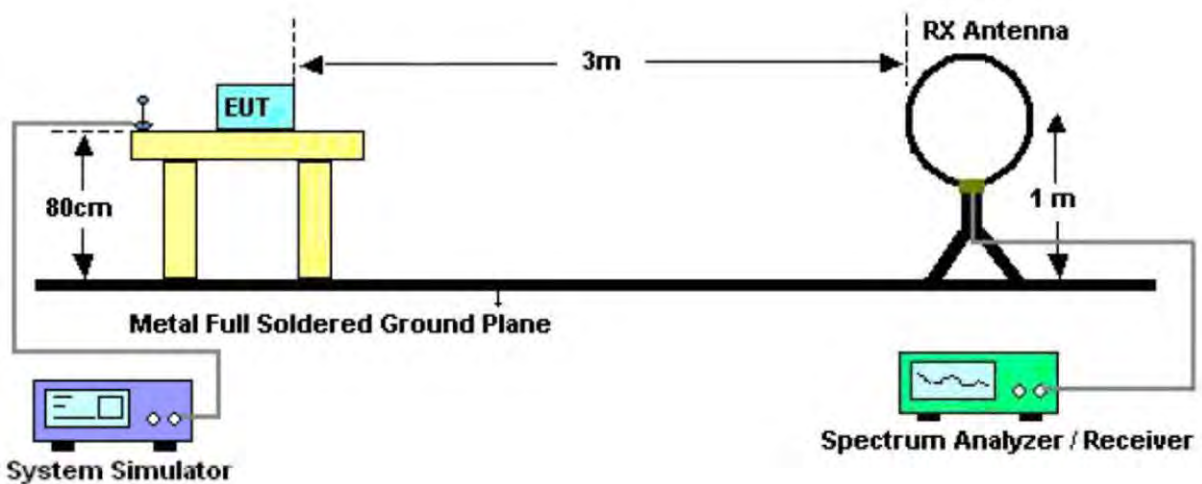 RX Antenna
3m
EUT
80cm
1 m
Metal Full Soldered Ground Plane
System Simulator
Spectrum Analyzer / Receiver